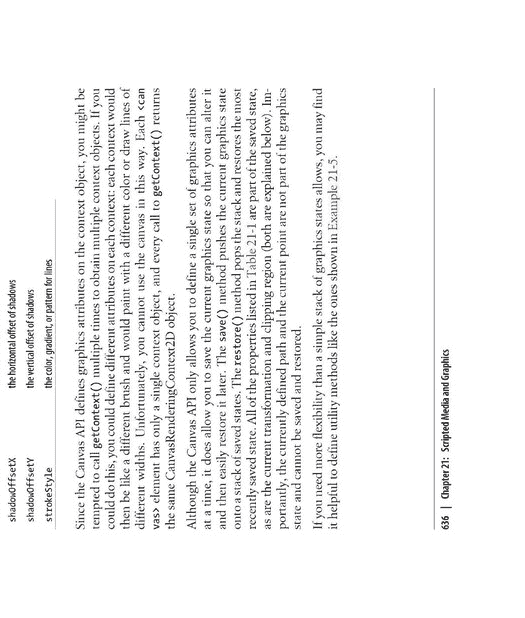 shadowOffsetX the horizontal offset of shadows
shadowOffsetY the vertical offset of shadows
strokeStyle the color, gradient, or pattern for lines
Since the Canvas API defines graphics attributes on the context object, you might be
tempted to call getContext() multiple times to obtain multiple context objects. If you
could do this, you could define different attributes on each context: each context would
then be like a different brush and would paint with a different color or draw lines of
different widths. Unfortunately, you cannot use the canvas in this way. Each <can
vas> element has only a single context object, and every call to getContext() returns
the same CanvasRenderingContext2D object.
Although the Canvas API only allows you to define a single set of graphics attributes
at a time, it does allow you to save the current graphics state so that you can alter it
and then easily restore it later. The save() method pushes the current graphics state
onto a stack of saved states. The restore() method pops the stack and restores the most
recently saved state. All of the properties listed in Table 21-1 are part of the saved state,
as are the current transformation and clipping region (both are explained below). Im-
portantly, the currently defined path and the current point are not part of the graphics
state and cannot be saved and restored.
If you need more flexibility than a simple stack of graphics states allows, you may find
it helpful to define utility methods like the ones shown in Example 21-5.
636 | Chapter 21: Scripted Media and Graphics